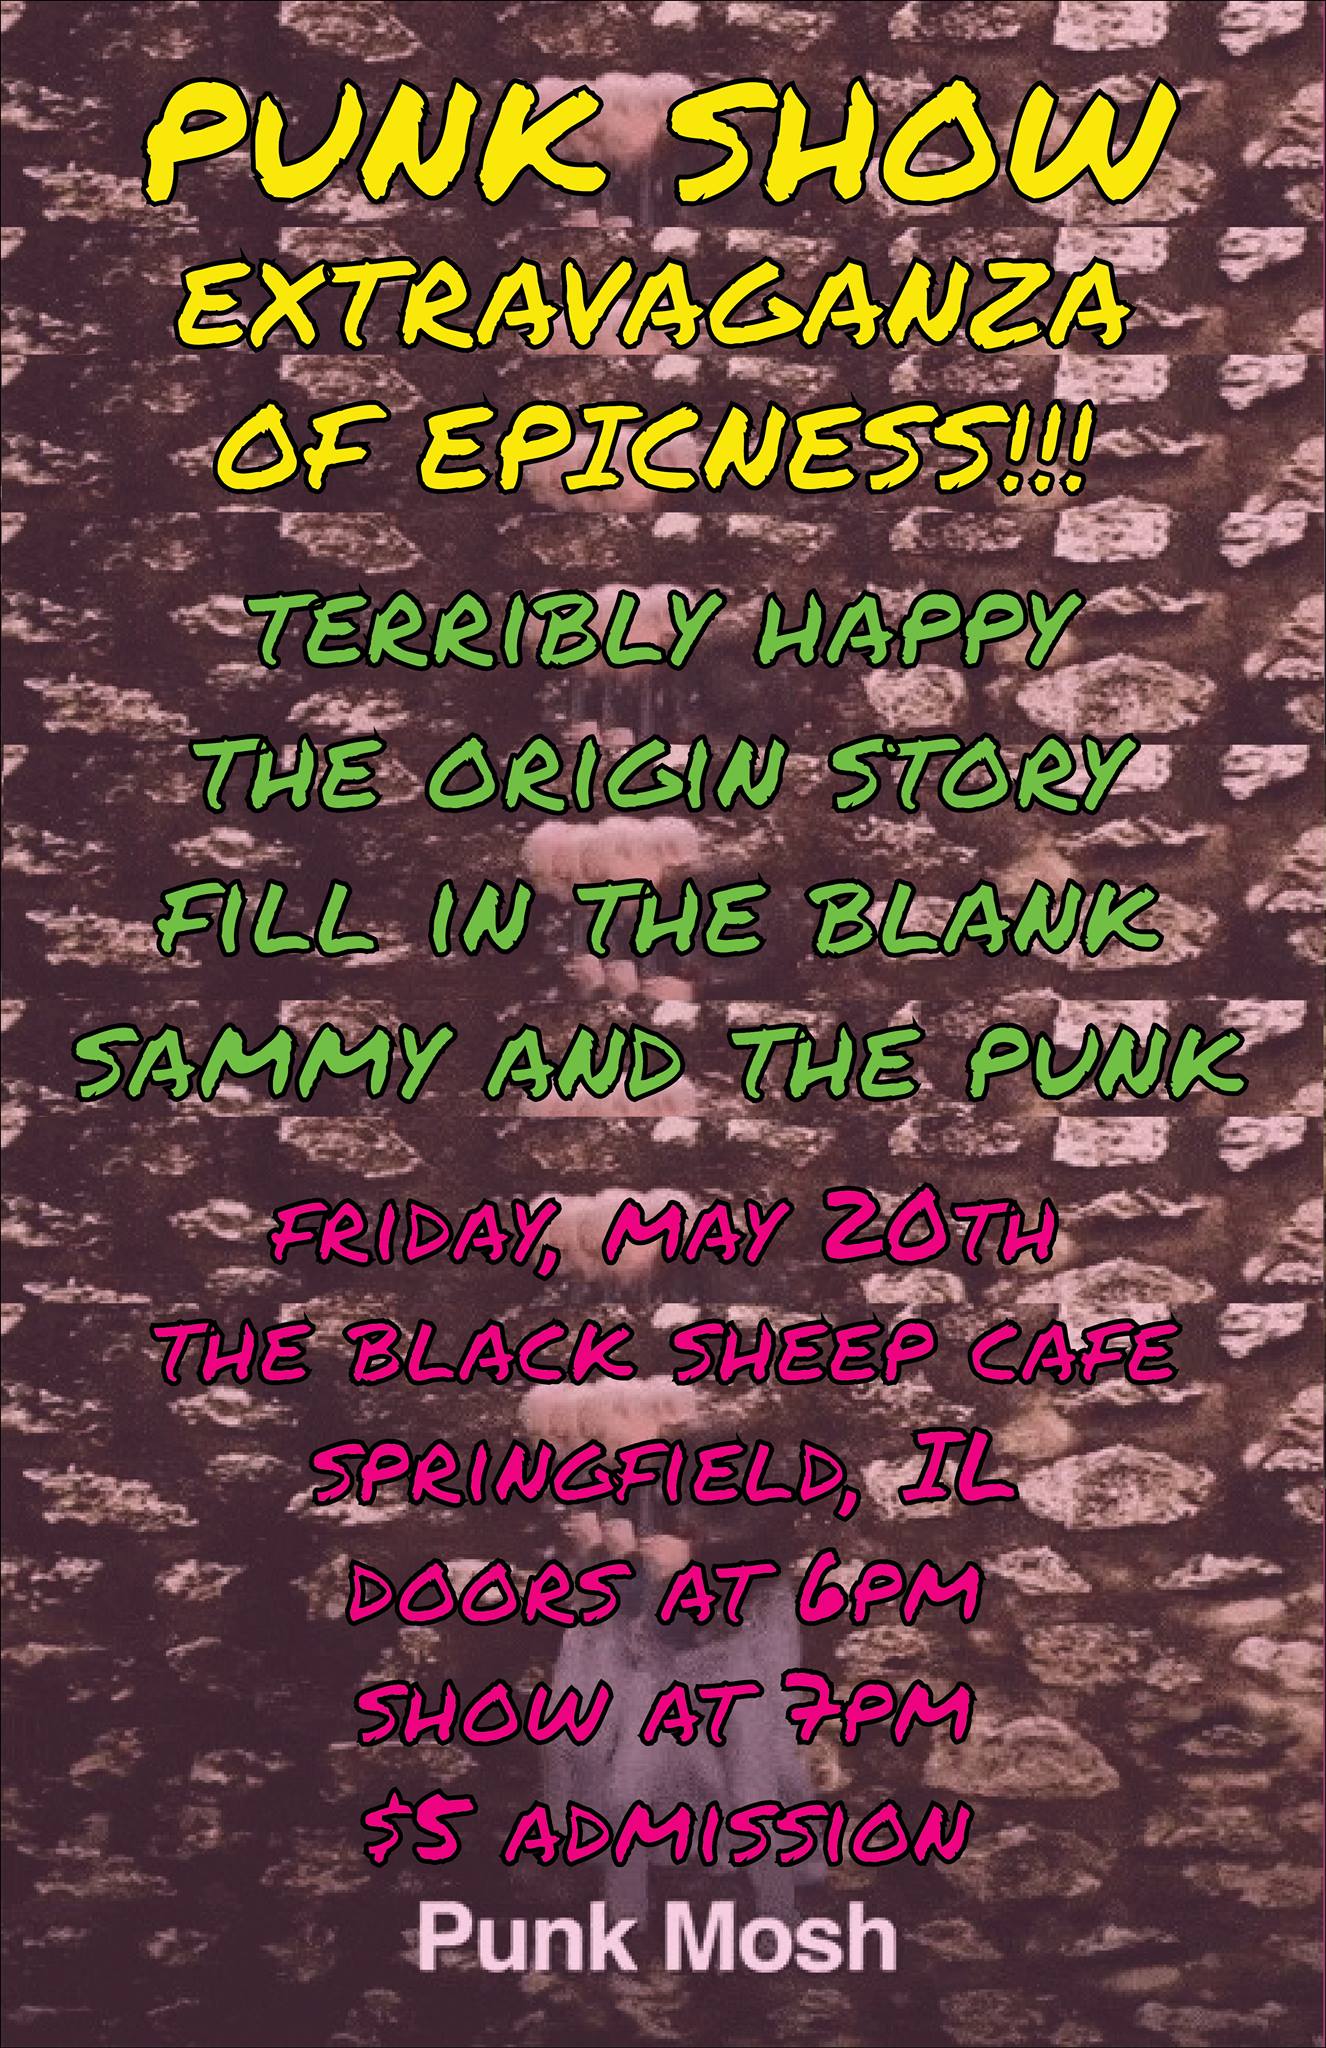 PUNK SHOW
EXTRAVAGANZA
OF EPICNESS!!!
TERRIBLY HAPPY
THE ORIGIN STORY
FILL IN THE BLANK
SAMMY AND THE PUNK
FRIDAY, MAY 20TH
THE BLACK SHEEP CAFE
SPRINGFIELD, IL
DOORS AT 6PM
SHOW AT 7PM
$5 ADMISSION
Punk Mosh